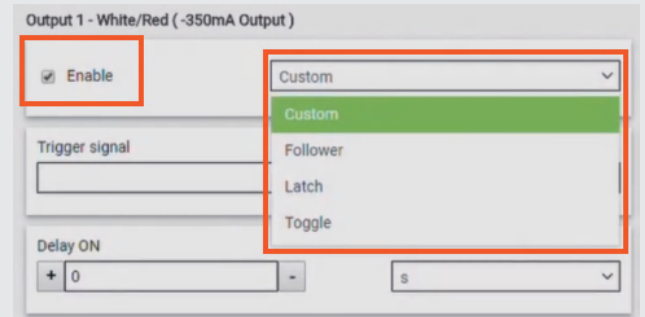 Output 1 - White/Red ( -350mA Output )
Enable
Custom
Custom
Follower
Latch
Toggle
Trigger signal
Delay ON
+ 0 - s